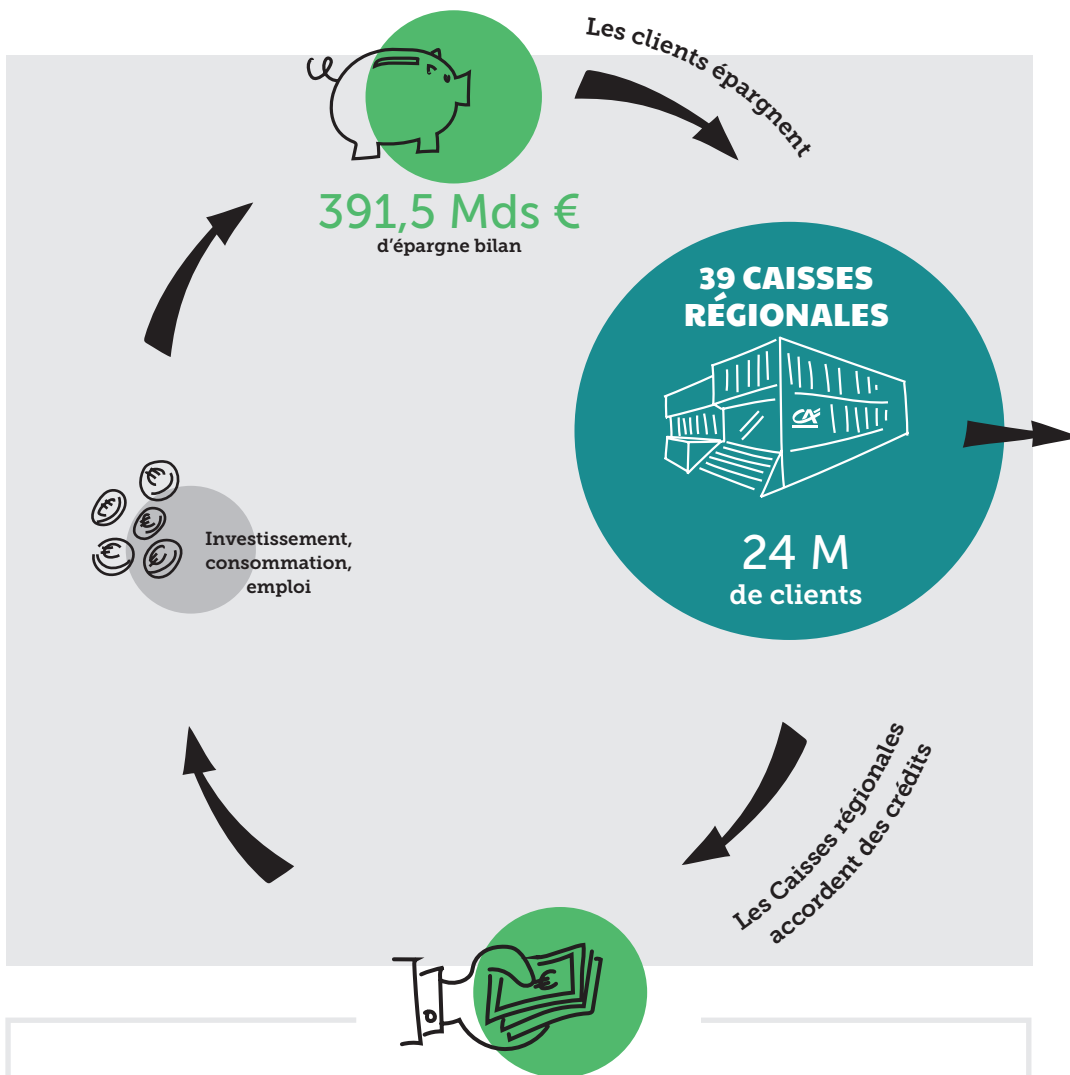 Les clients épargnent
391,5 Mds €
d'épargne bilan
39 CAISSES
RÉGIONALES
CA
24 M
de clients
Investissement,
consommation,
emploi
Les Caisses régionales
accordent des crédits